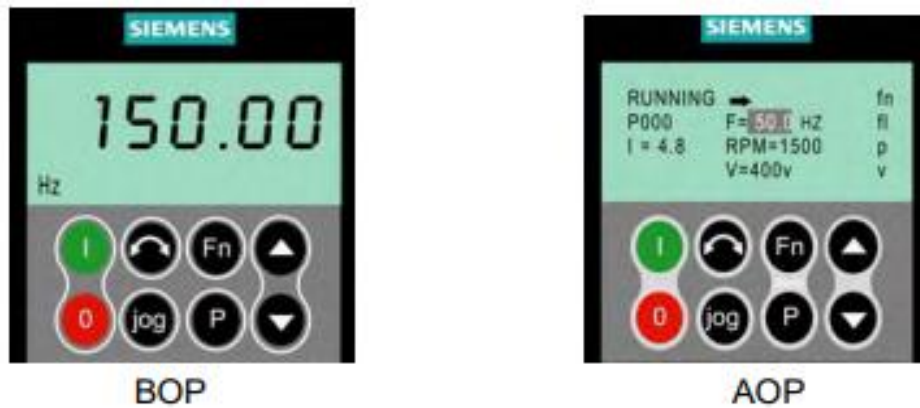 SIEMENS
150.00
Hz
I
Fn
0
jog
P
BOP
SIEMENS
RUNNING fn
P000 F= 50.0 HZ fl
I = 4.8 RPM=1500 p
V=400v v
I
Fn
0
jog
P
AOP